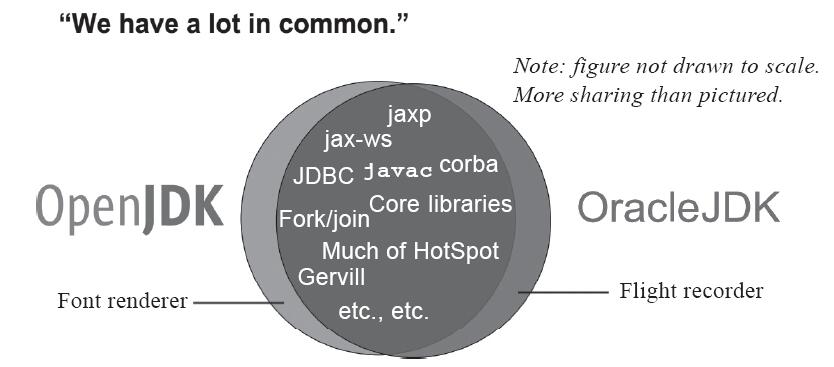 “We have a lot in common.”
Note: figure not drawn to scale.
More sharing than pictured.
jaxp
jax-ws
JDBC javac corba
OpenJDK
Fork/join Core libraries
OracleJDK
Much of HotSpot
Gervill
Font renderer
Flight recorder
etc., etc.